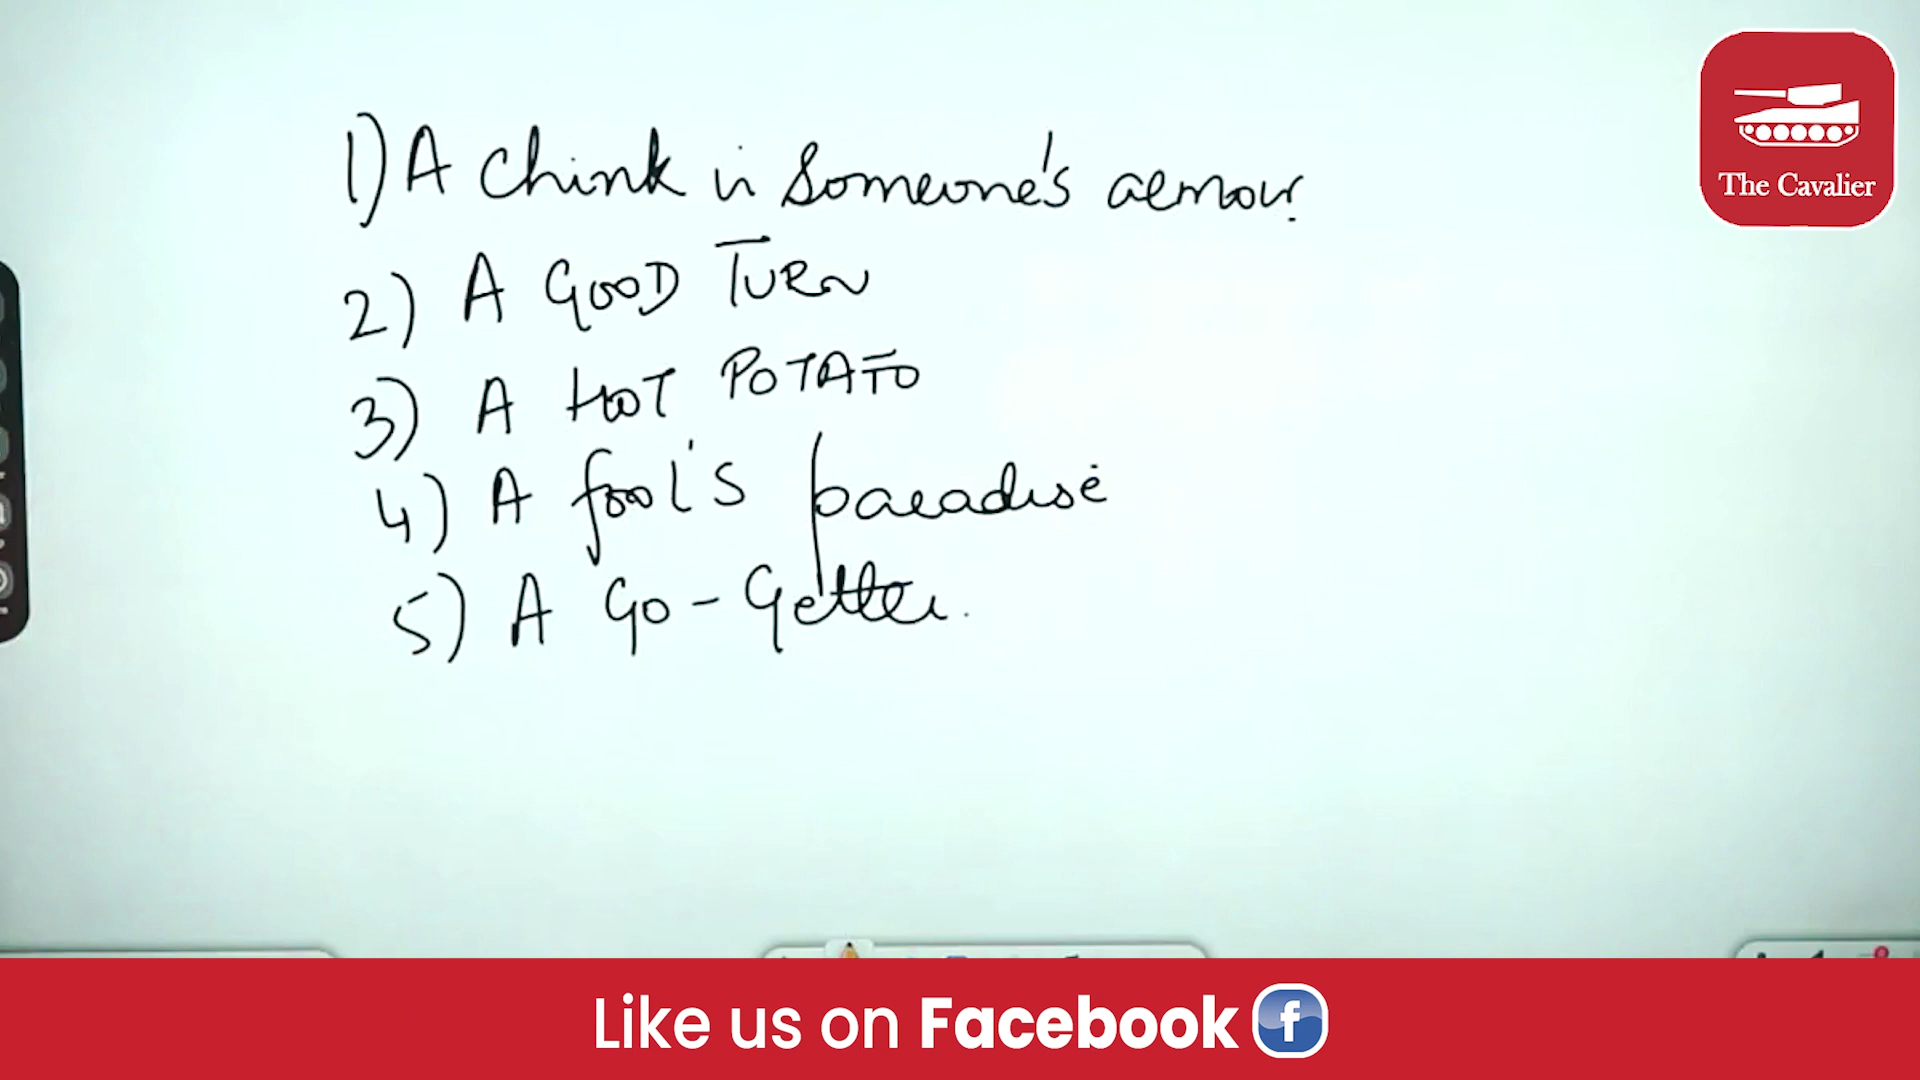 1) A chink in someone's armour.
2) A GOOD TURN
3) A HOT POTATO
4) A fool's paradise
5) A Go-Getter.
The Cavalier
Like us on Facebook